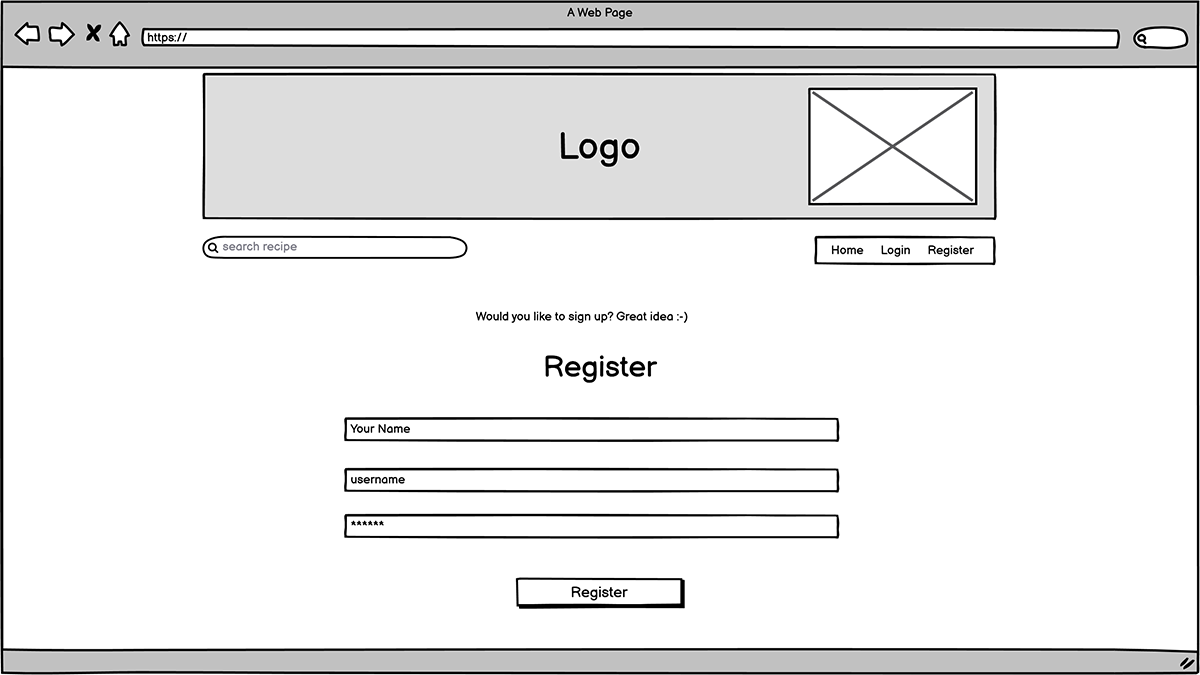 A Web Page
https://
Logo
search recipe
Home Login Register
Would you like to sign up? Great idea :-)
Register
Your Name
username
******
Register